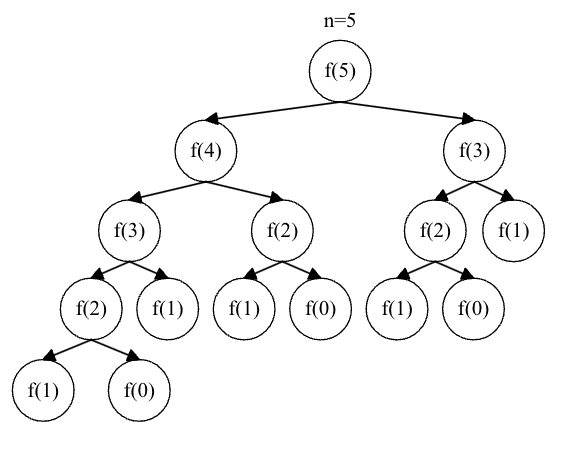 n=5
f(5)
f(4) f(3)
f(3) f(2) f(2) f(1)
f(2) f(1) f(1) f(0) f(1) f(0)
f(1) f(0)